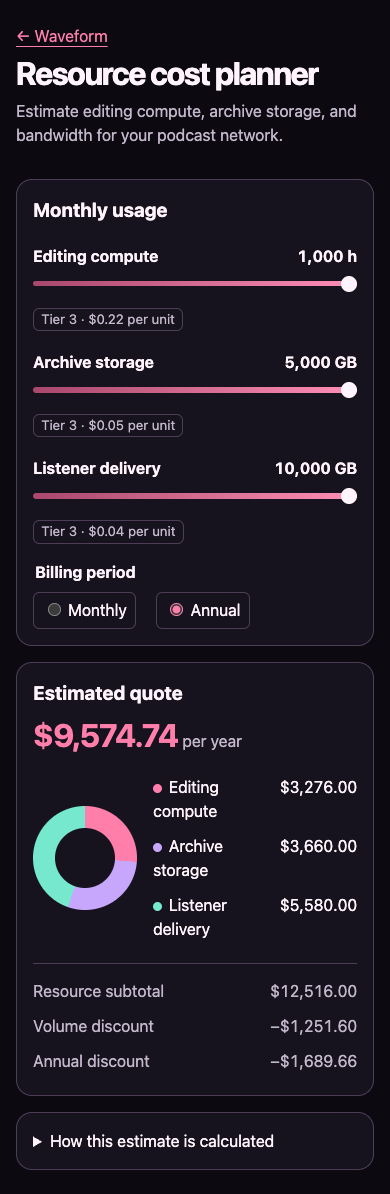 ← Waveform
Resource cost planner
Estimate editing compute, archive storage, and
bandwidth for your podcast network.
Monthly usage
Editing compute 1,000 h
Tier 3 · $0.22 per unit
Archive storage 5,000 GB
Tier 3 · $0.05 per unit
Listener delivery 10,000 GB
Tier 3 · $0.04 per unit
Billing period
Monthly Annual
Estimated quote
$9,574.74 per year
Editing compute $3,276.00
Archive storage $3,660.00
Listener delivery $5,580.00
Resource subtotal $12,516.00
Volume discount −$1,251.60
Annual discount −$1,689.66
How this estimate is calculated